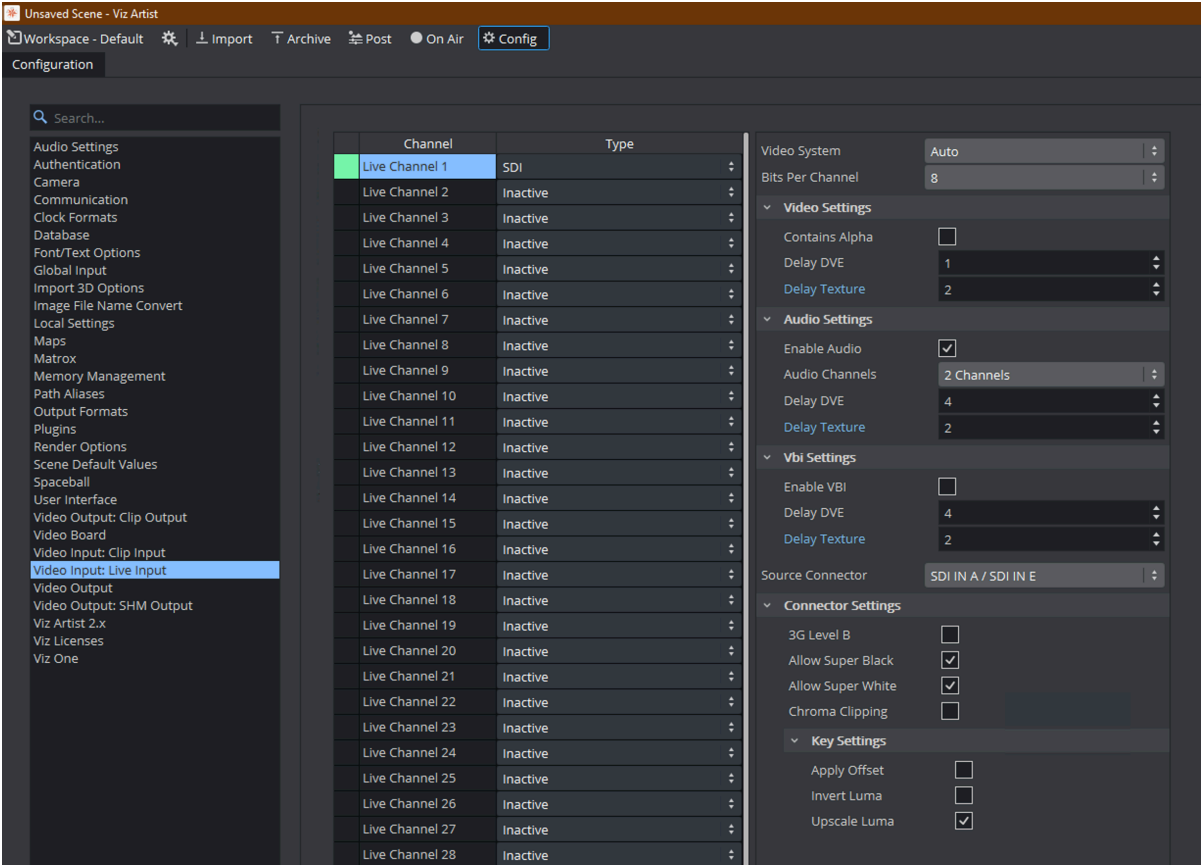 Unsaved Scene - Viz Artist
Workspace - Default Import Archive Post On Air Config
Configuration
Search...
Audio Settings
Authentication
Camera
Communication
Clock Formats
Database
Font/Text Options
Global Input
Import 3D Options
Image File Name Convert
Local Settings
Maps
Matrox
Memory Management
Path Aliases
Output Formats
Plugins
Render Options
Scene Default Values
Spaceball
User Interface
Video Output: Clip Output
Video Board
Video Input: Clip Input
Video Input: Live Input
Video Output
Video Output: SHM Output
Viz Artist 2.x
Viz Licenses
Viz One
Channel Type
Live Channel 1 SDI
Live Channel 2 Inactive
Live Channel 3 Inactive
Live Channel 4 Inactive
Live Channel 5 Inactive
Live Channel 6 Inactive
Live Channel 7 Inactive
Live Channel 8 Inactive
Live Channel 9 Inactive
Live Channel 10 Inactive
Live Channel 11 Inactive
Live Channel 12 Inactive
Live Channel 13 Inactive
Live Channel 14 Inactive
Live Channel 15 Inactive
Live Channel 16 Inactive
Live Channel 17 Inactive
Live Channel 18 Inactive
Live Channel 19 Inactive
Live Channel 20 Inactive
Live Channel 21 Inactive
Live Channel 22 Inactive
Live Channel 23 Inactive
Live Channel 24 Inactive
Live Channel 25 Inactive
Live Channel 26 Inactive
Live Channel 27 Inactive
Live Channel 28 Inactive
Video System Auto
Bits Per Channel 8
Video Settings
Contains Alpha
Delay DVE 1
Delay Texture 2
Audio Settings
Enable Audio
Audio Channels 2 Channels
Delay DVE 4
Delay Texture 2
Vbi Settings
Enable VBI
Delay DVE 4
Delay Texture 2
Source Connector SDI IN A / SDI IN E
Connector Settings
3G Level B
Allow Super Black
Allow Super White
Chroma Clipping
Key Settings
Apply Offset
Invert Luma
Upscale Luma